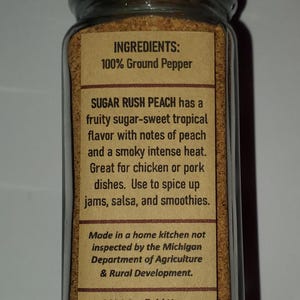 INGREDIENTS:
100% Ground Pepper
SUGAR RUSH PEACH has a
fruity sugar-sweet tropical
flavor with notes of peach
and a smoky intense heat.
Great for chicken or pork
dishes. Use to spice up
jams, salsa, and smoothies.
Made in a home kitchen not
inspected by the Michigan
Department of Agriculture
& Rural Development.